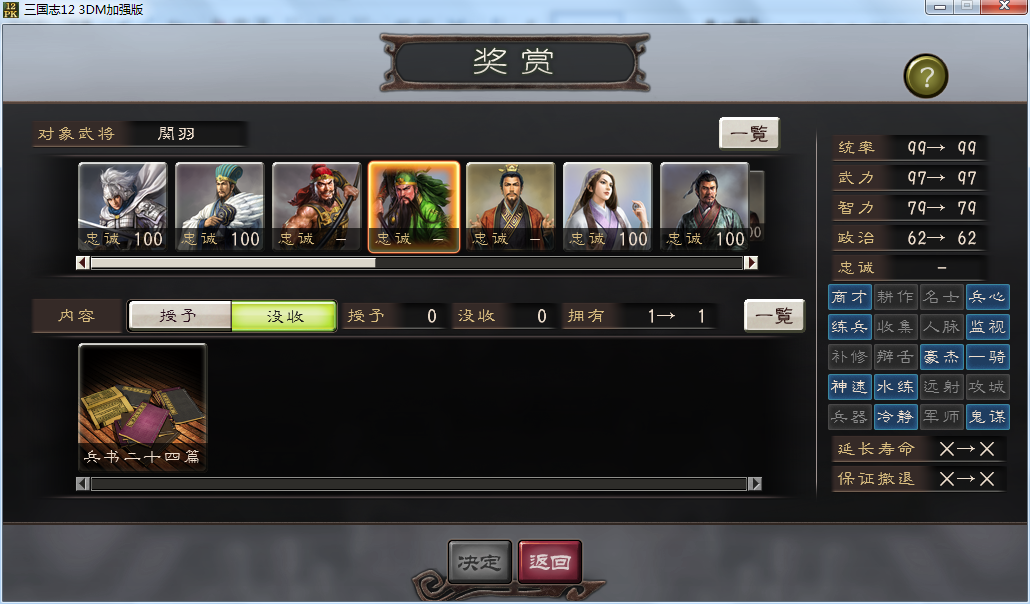 三国志12 3DM加强版
奖赏
?
对象武将 関羽
一覧
忠诚 100
忠诚 100
忠诚 –
忠诚 –
忠诚 –
忠诚 100
忠诚 100
00
内容 授予 没收 授予 0 没收 0 拥有 1→ 1
一覧
兵书二十四篇
统率 99→ 99
武力 97→ 97
智力 79→ 79
政治 62→ 62
忠诚 –
商才 耕作 名士 兵心
练兵 收集 人脉 监视
补修 辩舌 豪杰 一骑
神速 水练 远射 攻城
兵器 冷静 军师 鬼谋
延长寿命 ×→×
保证撤退 ×→×
决定 返回